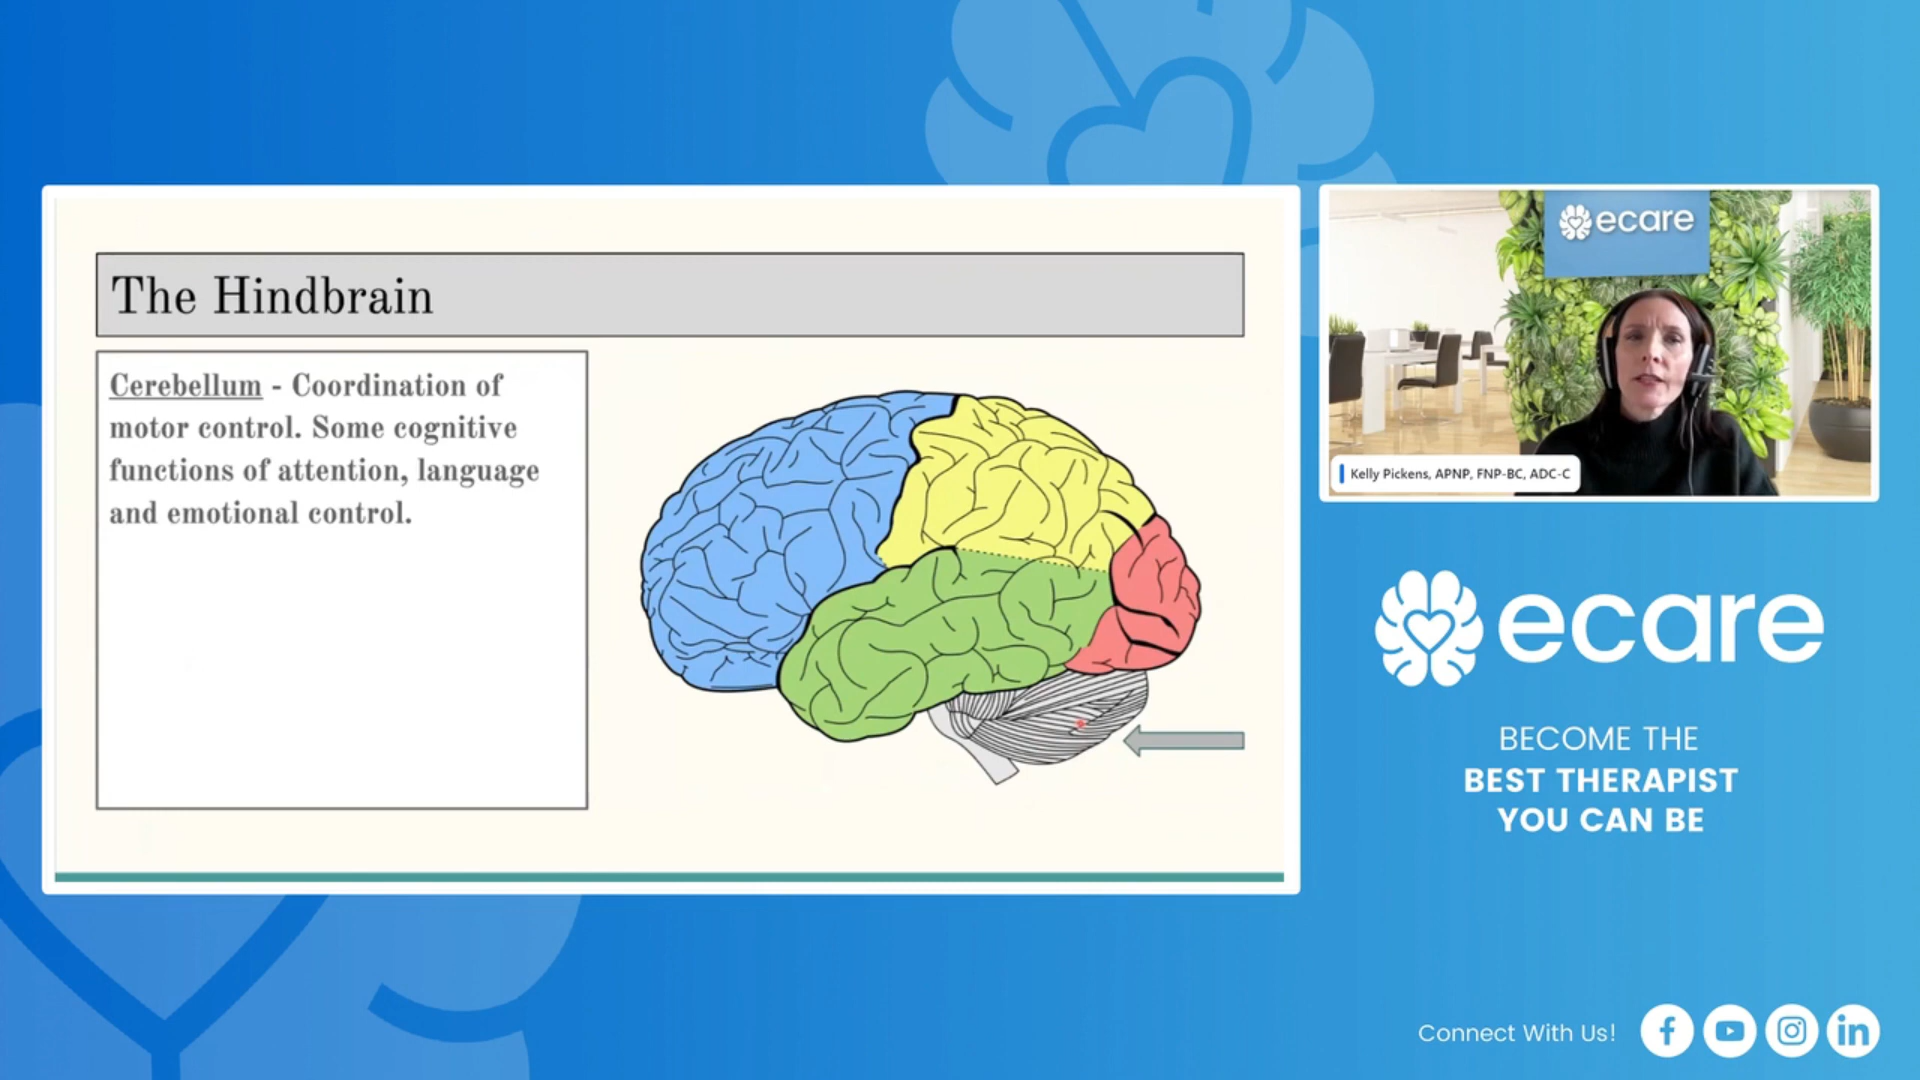 The Hindbrain
Cerebellum - Coordination of
motor control. Some cognitive
functions of attention, language
and emotional control.
ecare
Kelly Pickens, APNP, FNP-BC, ADC-C
ecare
BECOME THE
BEST THERAPIST
YOU CAN BE
Connect With Us!